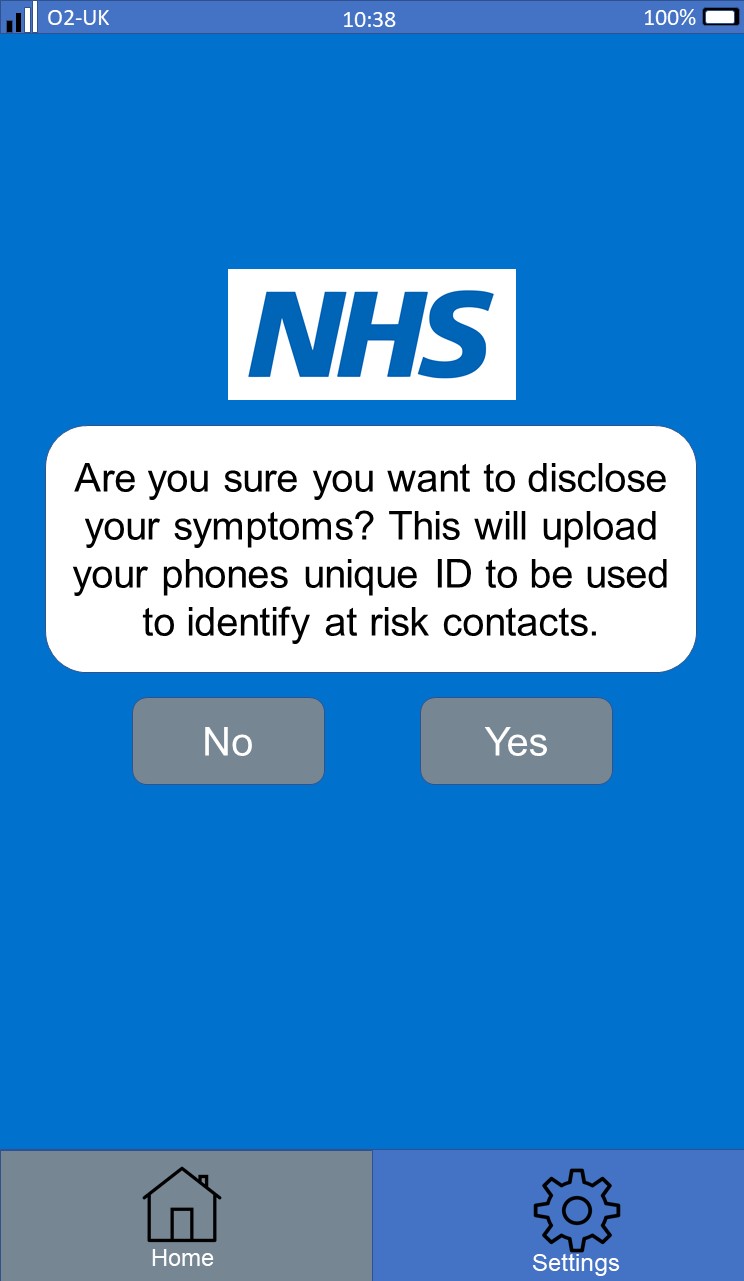 O2-UK 10:38 100%
NHS
Are you sure you want to disclose
your symptoms? This will upload
your phones unique ID to be used
to identify at risk contacts.
No Yes
Home Settings